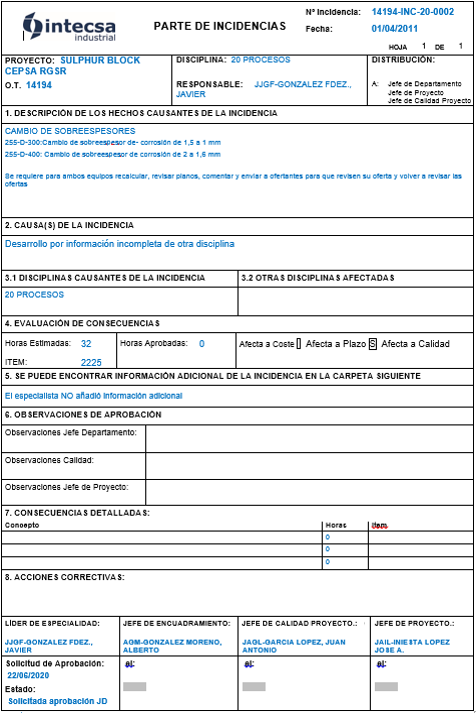 intecsa
industrial
PARTE DE INCIDENCIAS
Nº Incidencia: 14194-INC-20-0002
Fecha: 01/04/2011
HOJA 1 DE 1
PROYECTO: SULPHUR BLOCK
CEPSA RGSR
O.T. 14194
DISCIPLINA: 20 PROCESOS
RESPONSABLE: JJGF-GONZALEZ FDEZ.,
JAVIER
DISTRIBUCIÓN:
A: Jefe de Departamento
Jefe de Proyecto
Jefe de Calidad Proyecto
1. DESCRIPCIÓN DE LOS HECHOS CAUSANTES DE LA INCIDENCIA
CAMBIO DE SOBREESPESORES
255-D-300:Cambio de sobreespesor de- corrosión de 1,5 a 1 mm
255-D-400: Cambio de sobreespesor de corrosión de 2 a 1,6 mm
Se requiere para ambos equipos recalcular, revisar planos, comentar y enviar a ofertantes para que revisen su oferta y volver a revisar las
ofertas
2. CAUSA(S) DE LA INCIDENCIA
Desarrollo por información incompleta de otra disciplina
3.1 DISCIPLINAS CAUSANTES DE LA INCIDENCIA
3.2 OTRAS DISCIPLINAS AFECTADAS
20 PROCESOS
4. EVALUACIÓN DE CONSECUENCIAS
Horas Estimadas: 32
Horas Aprobadas: 0
Afecta a Coste Afecta a Plazo S Afecta a Calidad
ITEM: 2225
5. SE PUEDE ENCONTRAR INFORMACIÓN ADICIONAL DE LA INCIDENCIA EN LA CARPETA SIGUIENTE
El especialista NO añadió información adicional
6. OBSERVACIONES DE APROBACIÓN
Observaciones Jefe Departamento:
Observaciones Calidad:
Observaciones Jefe de Proyecto:
7. CONSECUENCIAS DETALLADAS:
Concepto Horas Item
0
0
0
8. ACCIONES CORRECTIVAS:
LÍDER DE ESPECIALIDAD:
JJGF-GONZALEZ FDEZ.,
JAVIER
JEFE DE ENCUADRAMIENTO:
AGM-GONZALEZ MORENO,
ALBERTO
JEFE DE CALIDAD PROYECTO.:
JAGL-GARCIA LOPEZ, JUAN
ANTONIO
JEFE DE PROYECTO.:
JAIL-INIESTA LOPEZ
JOSE A.
Solicitud de Aprobación:
22/06/2020
Estado:
Solicitada aprobación JD
el:
el:
el: